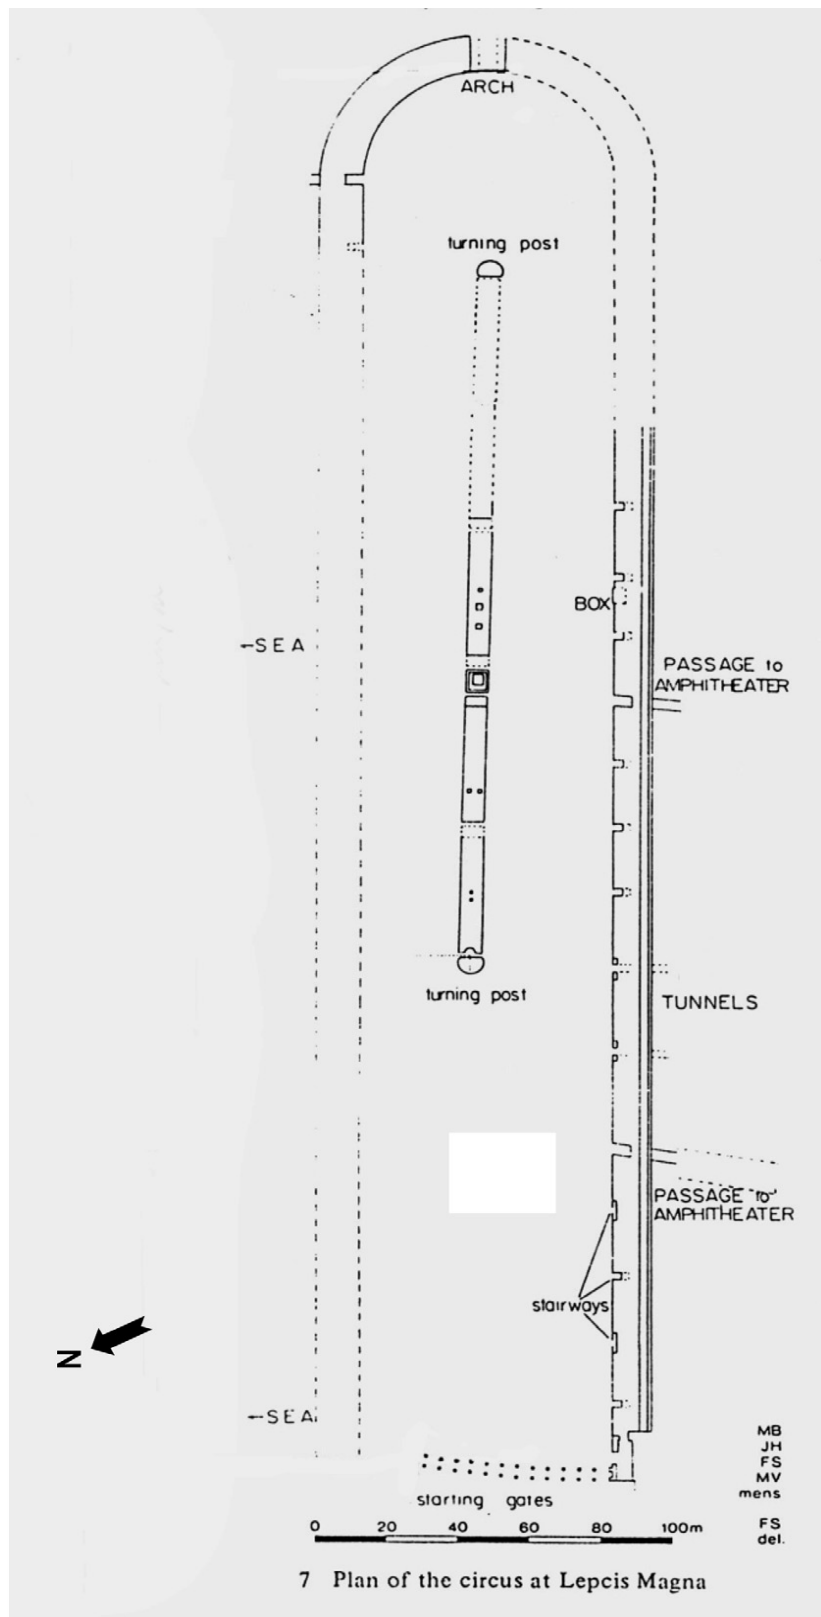 ARCH
turning post
BOX
←SEA
PASSAGE to
AMPHITHEATER
turning post
TUNNELS
PASSAGE to
AMPHITHEATER
stairways
N
←SEA
MB
JH
FS
MV
mens
starting gates
0 20 40 60 80 100m
FS
del.
7 Plan of the circus at Lepcis Magna